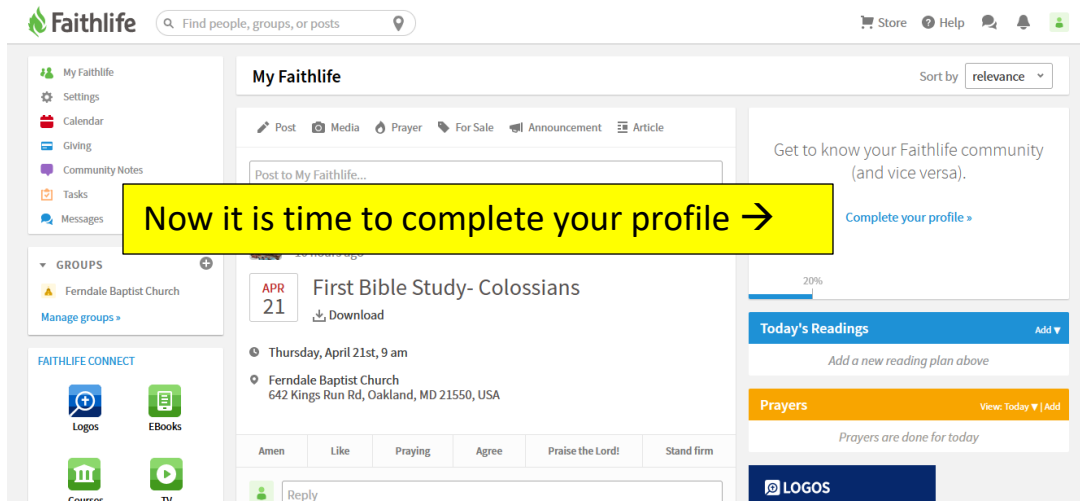 Faithlife
Find people, groups, or posts
Store
Help
My Faithlife
Settings
Calendar
Giving
Community Notes
Tasks
Messages
GROUPS
Ferndale Baptist Church
Manage groups »
FAITHLIFE CONNECT
Logos
EBooks
Courses
TV
My Faithlife
Sort by relevance
Post Media Prayer For Sale Announcement Article
Post to My Faithlife...
Now it is time to complete your profile →
hours ago
APR
21
First Bible Study- Colossians
Download
Thursday, April 21st, 9 am
Ferndale Baptist Church
642 Kings Run Rd, Oakland, MD 21550, USA
Amen Like Praying Agree Praise the Lord! Stand firm
Reply
Get to know your Faithlife community
(and vice versa).
Complete your profile »
20%
Today's Readings Add ▼
Add a new reading plan above
Prayers View: Today ▼ | Add
Prayers are done for today
LOGOS